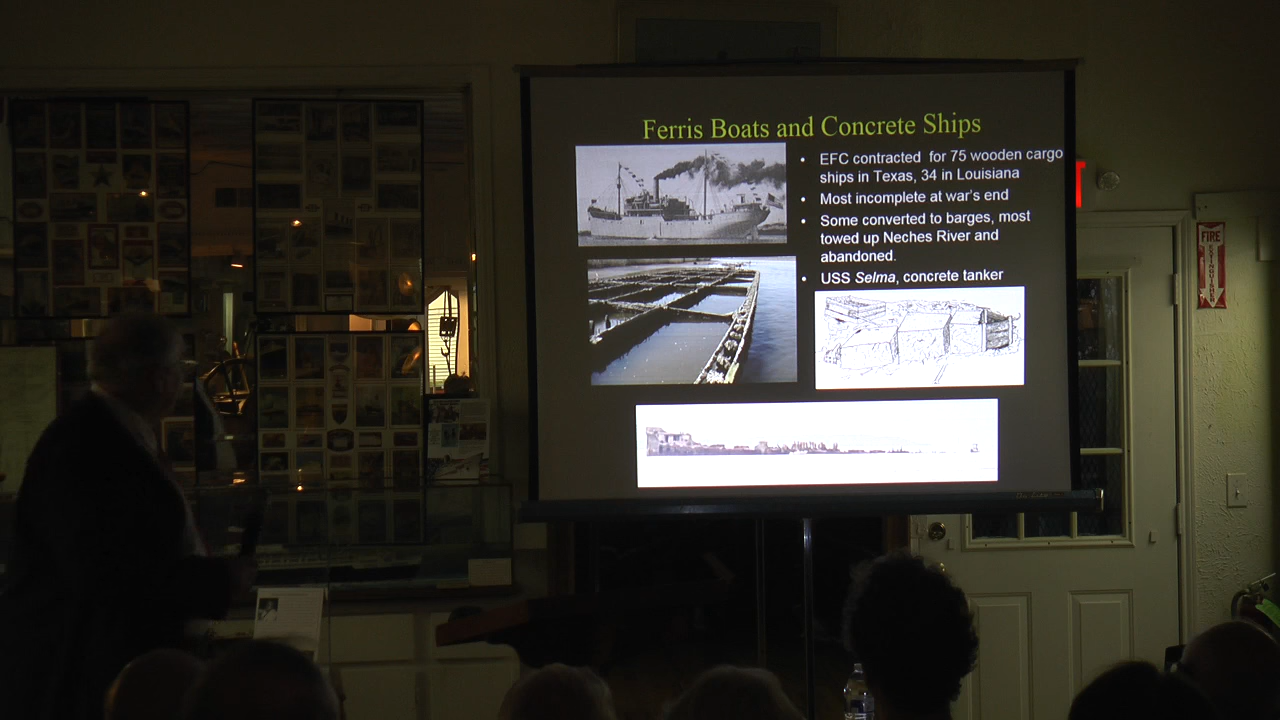 Ferris Boats and Concrete Ships
• EFC contracted for 75 wooden cargo
ships in Texas, 34 in Louisiana
• Most incomplete at war's end
• Some converted to barges, most
towed up Neches River and
abandoned.
• USS Selma, concrete tanker
FIRE
EXTINGUISHER